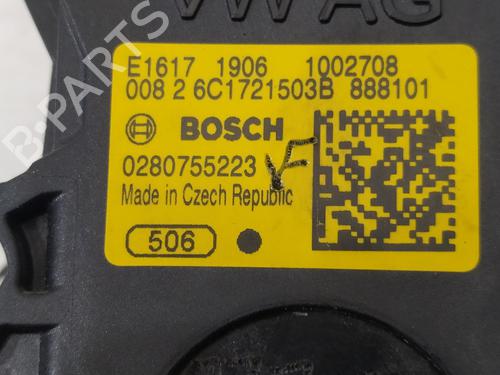 VW AG
E1617 1906 1002708
008 2 6C1721503B 888101
BOSCH
0280755223
Made in Czech Republic
506
B-PARTS